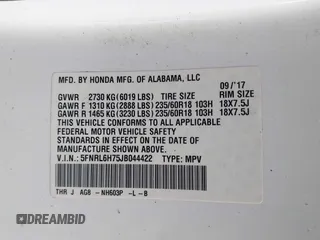 MFD. BY HONDA MFG. OF ALABAMA, LLC
09/'17
GVWR 2730 KG(6019 LBS) TIRE SIZE RIM SIZE
GAWR F 1310 KG(2888 LBS)235/60R18 103H 18X7.5J
GAWR R 1465 KG(3230 LBS)235/60R18 103H 18X7.5J
THIS VEHICLE CONFORMS TO ALL APPLICABLE
FEDERAL MOTOR VEHICLE SAFETY
STANDARDS IN EFFECT ON THE DATE OF
MANUFACTURE SHOWN ABOVE.
V.I.N.: 5FNRL6H75JB044422 TYPE: MPV
THR J AG8 -NH603P -L -B
DREAMBID